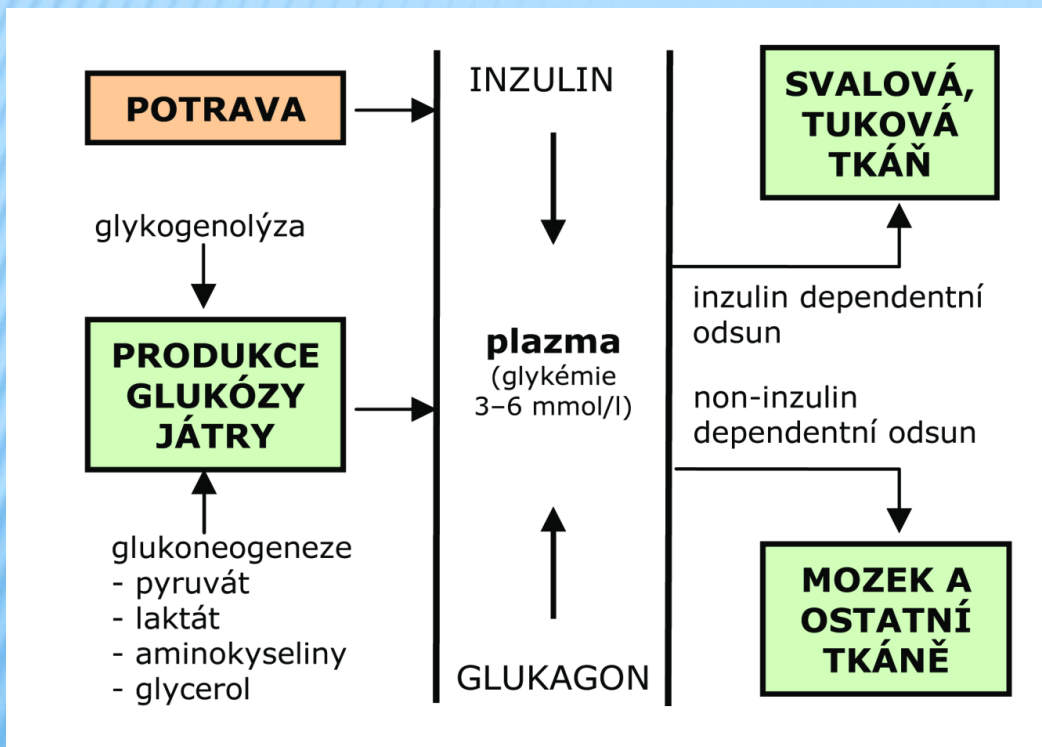 POTRAVA
glykogenolýza
PRODUKCE
GLUKÓZY
JÁTRY
glukoneogeneze
- pyruvát
- laktát
- aminokyseliny
- glycerol
INZULIN
plazma
(glykémie
3–6 mmol/l)
GLUKAGON
SVALOVÁ,
TUKOVÁ
TKÁŇ
inzulin dependentní
odsun
non-inzulin
dependentní odsun
MOZEK A
OSTATNÍ
TKÁNĚ